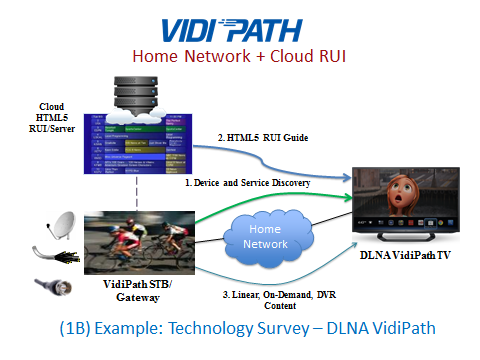 VIDIPATH
Home Network + Cloud RUI
Cloud
HTML5
RUI/Server
2. HTML5 RUI Guide
1. Device and Service Discovery
Home
Network
DLNA VidiPath TV
VidiPath STB/
Gateway
3. Linear, On-Demand, DVR
Content
(1B) Example: Technology Survey – DLNA VidiPath